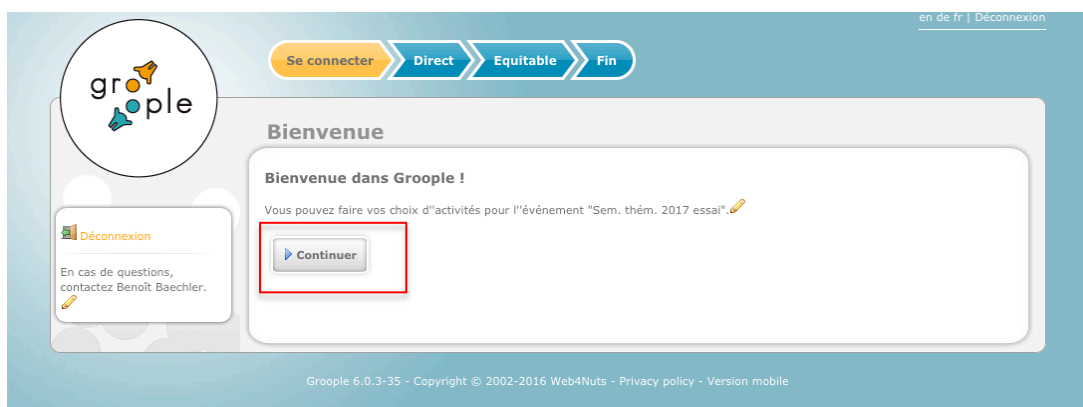 en de fr | Déconnexion
groople
Se connecter Direct Equitable Fin
Bienvenue
Bienvenue dans Groople !
Vous pouvez faire vos choix d''activités pour l''événement "Sem. thém. 2017 essai".
Continuer
Déconnexion
En cas de questions,
contactez Benoît Baechler.
Groople 6.0.3-35 - Copyright © 2002-2016 Web4Nuts - Privacy policy - Version mobile